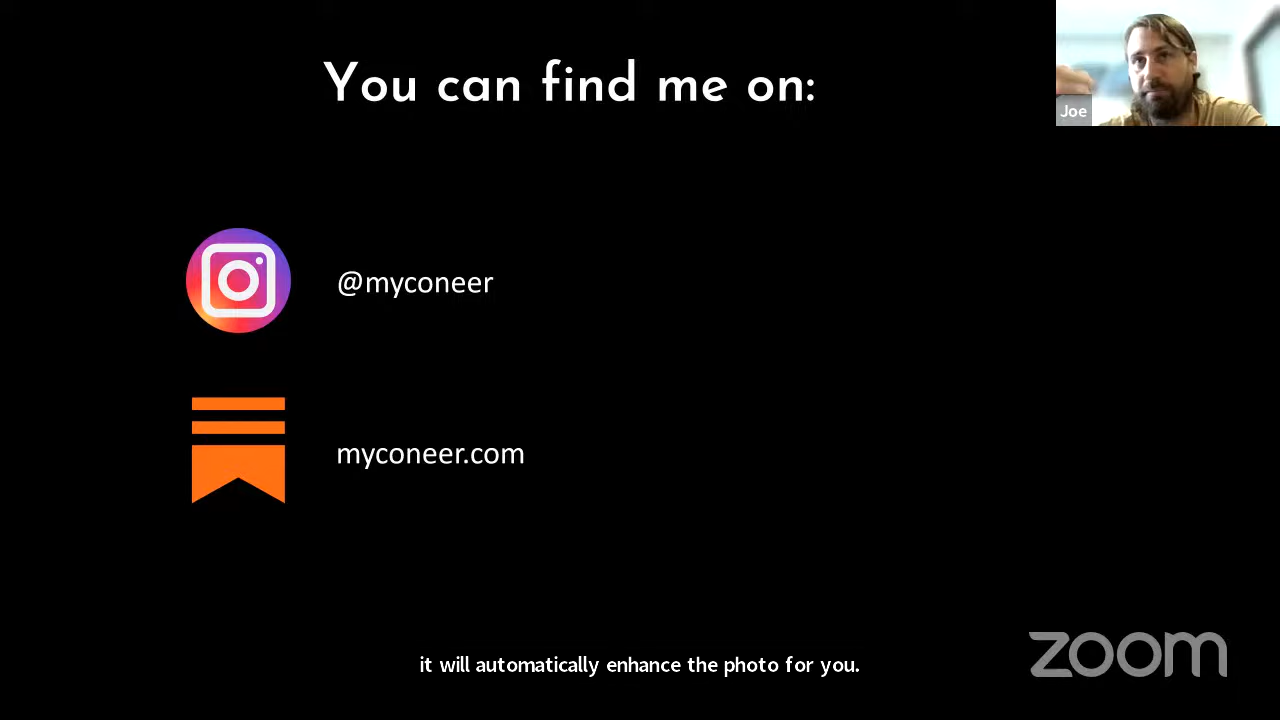 You can find me on:
Joe
@myconeer
myconeer.com
it will automatically enhance the photo for you.
zoom